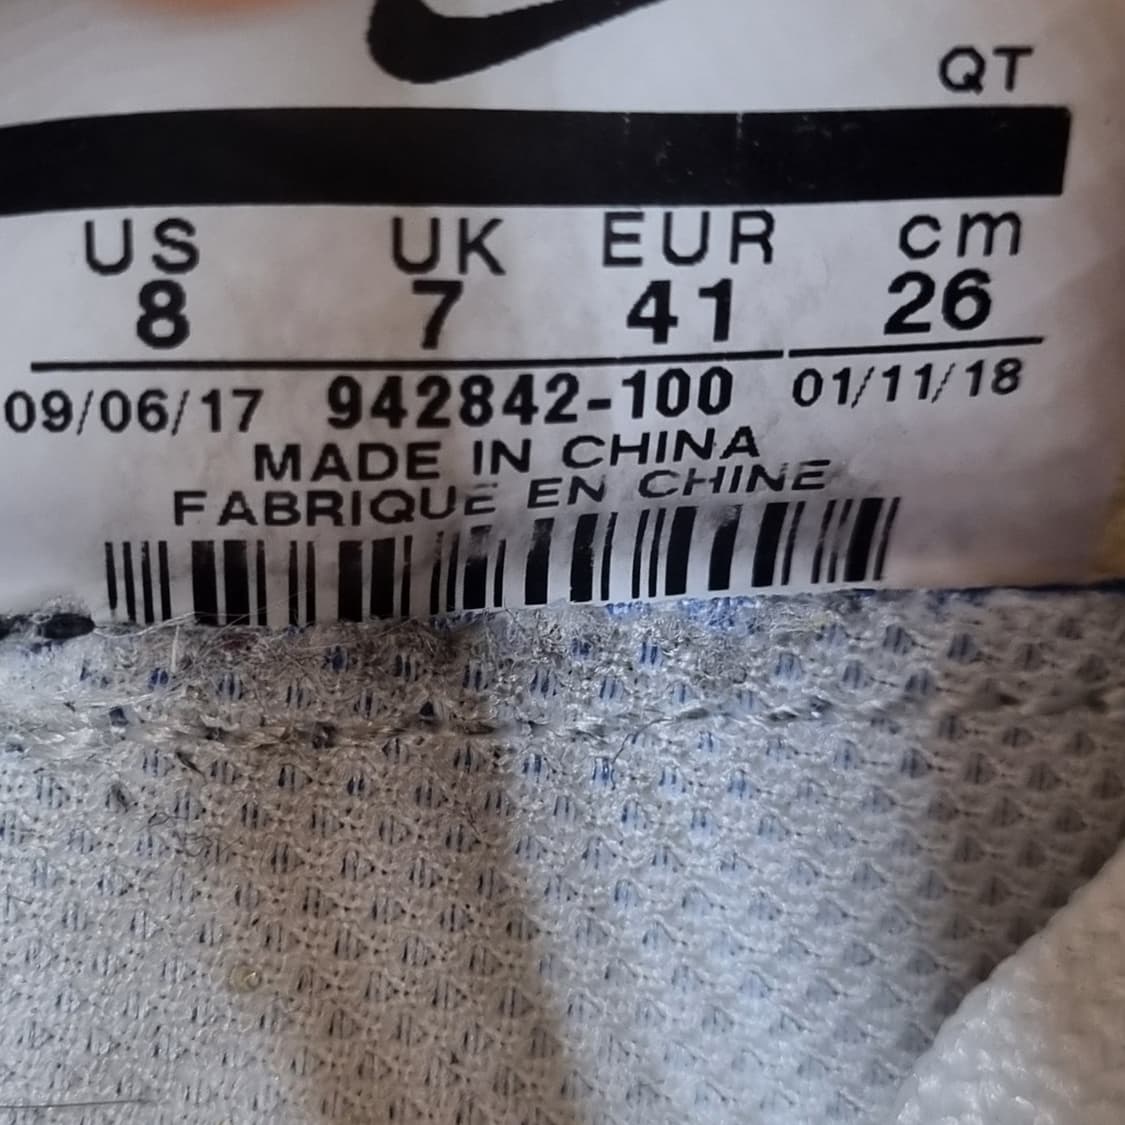 QT
US UK EUR cm
8 7 41 26
09/06/17 942842-100 01/11/18
MADE IN CHINA
FABRIQUE EN CHINE